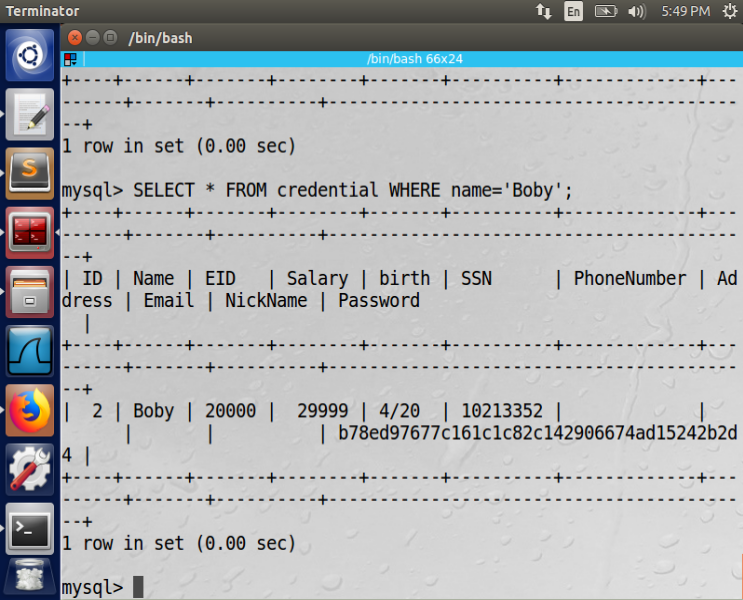 Terminator
En
5:49 PM
/bin/bash
/bin/bash 66x24
+----+------+-------+--------+-------+----------+-------------+---
------+-------+----------+----------------------------------------
--+
1 row in set (0.00 sec)
mysql> SELECT * FROM credential WHERE name='Boby';
+----+------+-------+--------+-------+----------+-------------+---
------+-------+----------+----------------------------------------
--+
| ID | Name | EID   | Salary | birth | SSN      | PhoneNumber | Ad
dress | Email | NickName | Password
  |
+----+------+-------+--------+-------+----------+-------------+---
------+-------+----------+----------------------------------------
--+
|  2 | Boby | 20000 |  29999 | 4/20  | 10213352 |             |
      |       |          | b78ed97677c161c1c82c142906674ad15242b2d
4 |
+----+------+-------+--------+-------+----------+-------------+---
------+-------+----------+----------------------------------------
--+
1 row in set (0.00 sec)
mysql>